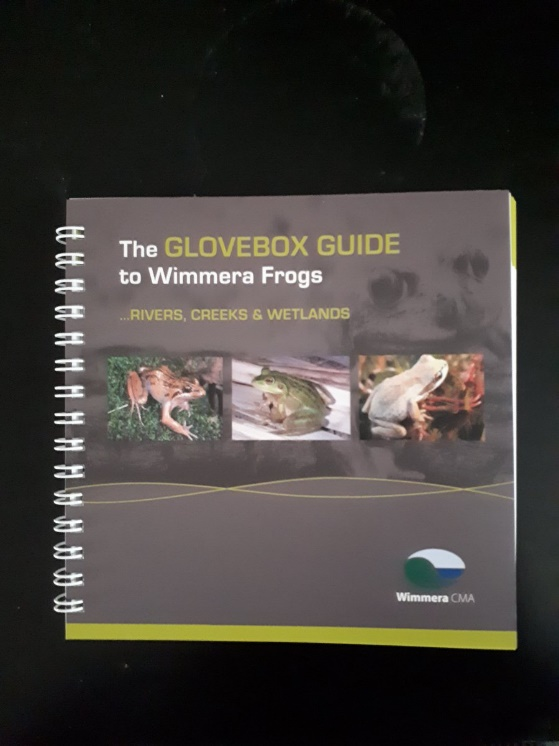 The GLOVEBOX GUIDE
to Wimmera Frogs
...RIVERS, CREEKS & WETLANDS
Wimmera CMA